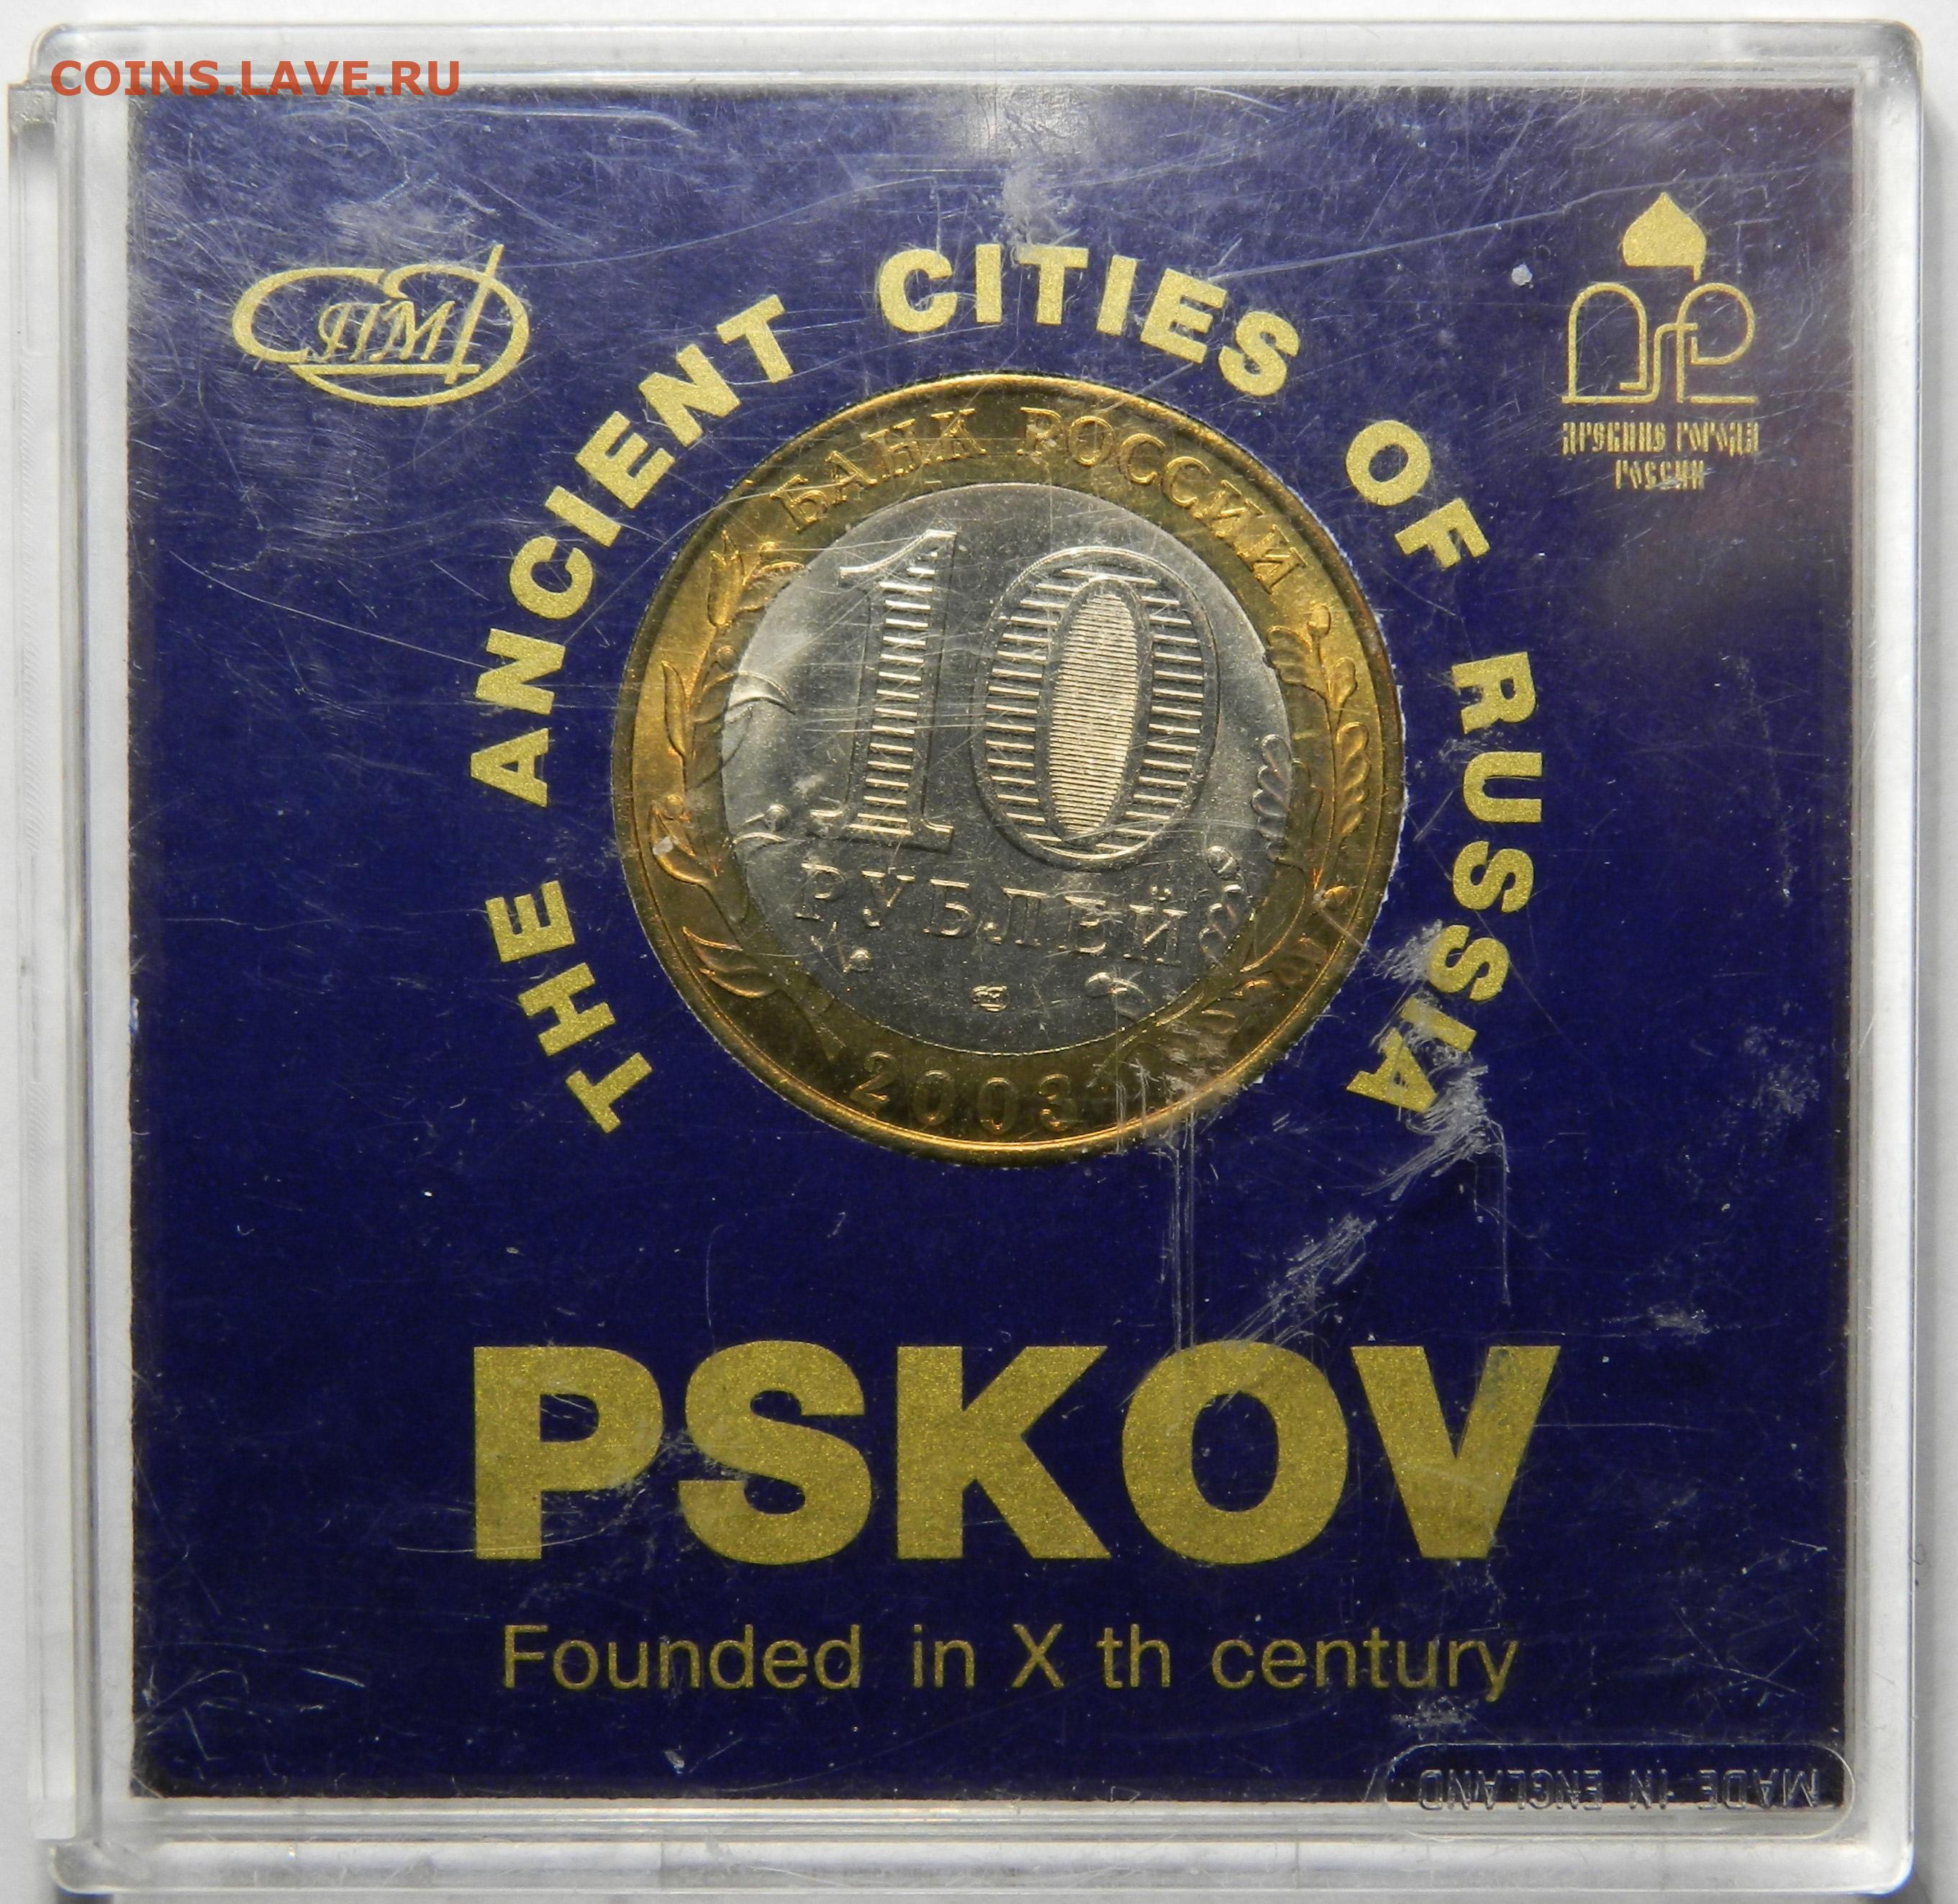 COINS.LAVE.RU
СПМД
THE ANCIENT CITIES OF RUSSIA
ДРЕВНИЕ ГОРОДА
РОССИИ
БАНК РОССИИ
10
РУБЛЕЙ
2003
PSKOV
Founded in X th century
MADE IN ENGLAND